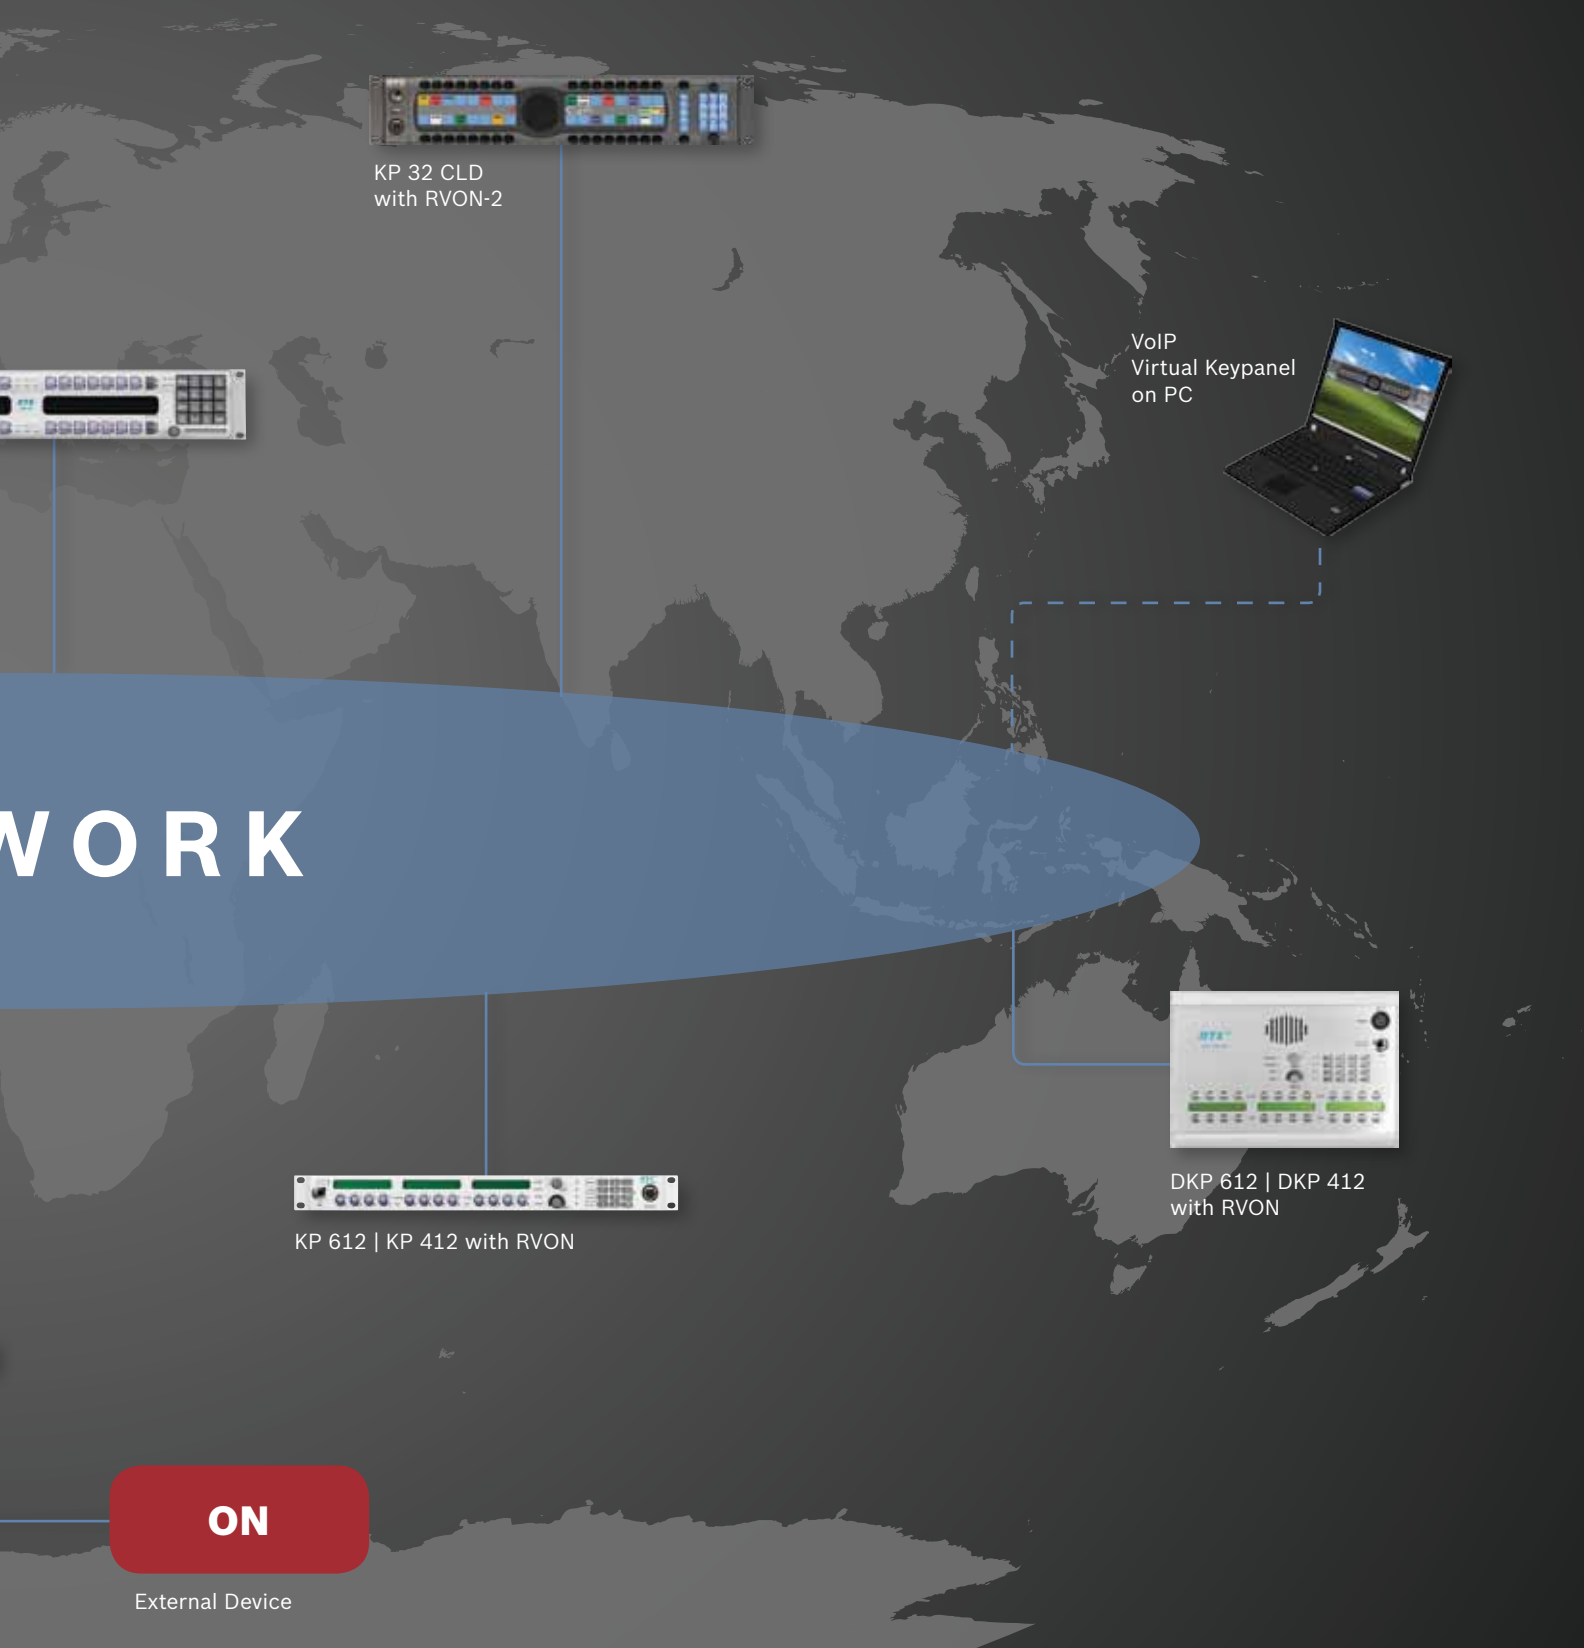 KP 32 CLD
with RVON-2
VoIP
Virtual Keypanel
on PC
WORK
RTS
KP 612 | KP 412 with RVON
DKP 612 | DKP 412
with RVON
ON
External Device